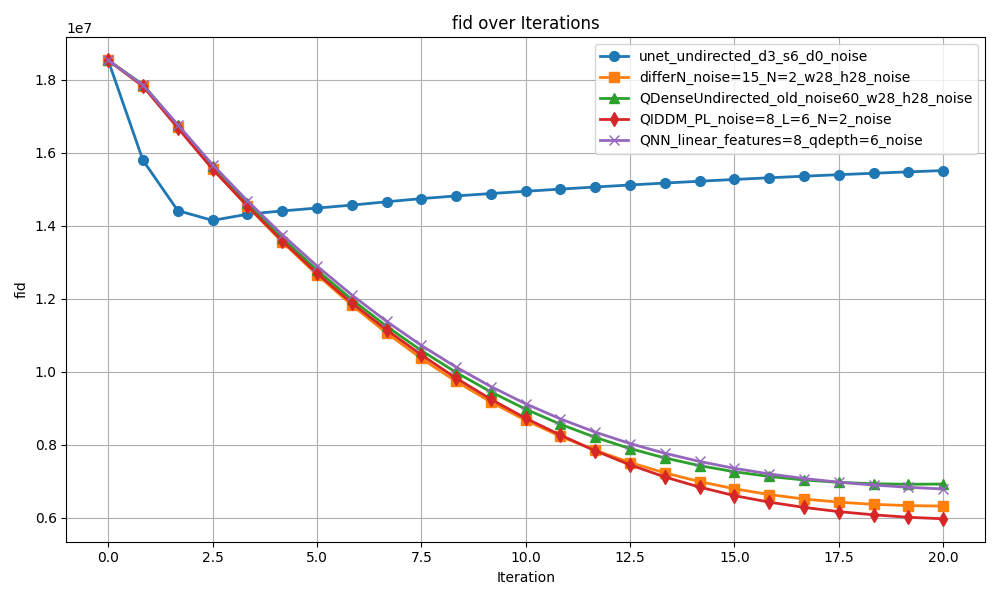 fid over Iterations
1e7
unet_undirected_d3_s6_d0_noise
differN_noise=15_N=2_w28_h28_noise
QDenseUndirected_old_noise60_w28_h28_noise
QIDDM_PL_noise=8_L=6_N=2_noise
QNN_linear_features=8_qdepth=6_noise
1.8
1.6
1.4
1.2
1.0
0.8
0.6
fid
0.0 2.5 5.0 7.5 10.0 12.5 15.0 17.5 20.0
Iteration